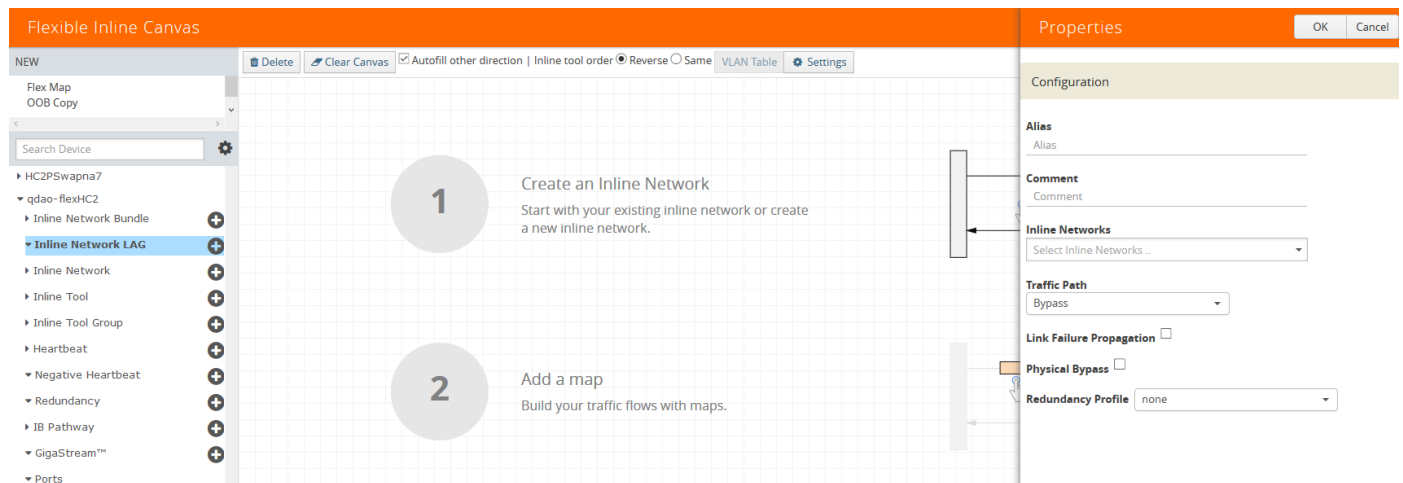 Flexible Inline Canvas
Properties
OK
Cancel
NEW
Flex Map
OOB Copy
Search Device
HC2PSwapna7
qdao-flexHC2
Inline Network Bundle
Inline Network LAG
Inline Network
Inline Tool
Inline Tool Group
Heartbeat
Negative Heartbeat
Redundancy
IB Pathway
GigaStream™
Ports
Delete
Clear Canvas
Autofill other direction | Inline tool order Reverse Same
VLAN Table
Settings
1
Create an Inline Network
Start with your existing inline network or create
a new inline network.
2
Add a map
Build your traffic flows with maps.
Configuration
Alias
Alias
Comment
Comment
Inline Networks
Select Inline Networks ..
Traffic Path
Bypass
Link Failure Propagation
Physical Bypass
Redundancy Profile none